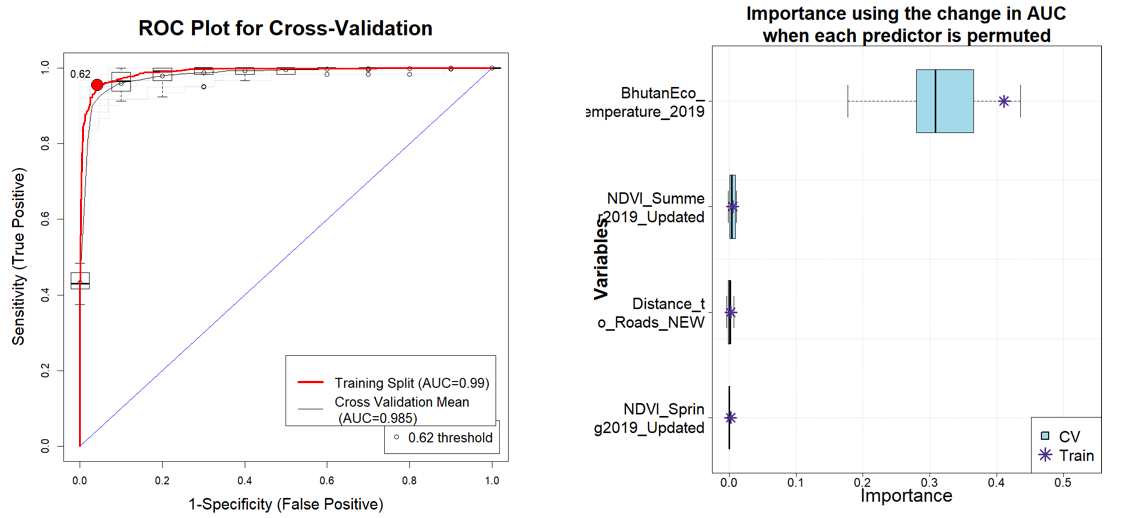 ROC Plot for Cross-Validation
0.62
Sensitivity (True Positive)
0.0
0.2
0.4
0.6
0.8
1.0
Training Split (AUC=0.99)
Cross Validation Mean
(AUC=0.985)
0.62 threshold
0.0
0.2
0.4
0.6
0.8
1.0
1-Specificity (False Positive)
Importance using the change in AUC
when each predictor is permuted
Variables
BhutanEco_
emperature_2019
NDVI_Summe
r2019_Updated
Distance_t
o_Roads_NEW
NDVI_Sprin
g2019_Updated
CV
Train
0.0
0.1
0.2
0.3
0.4
0.5
Importance